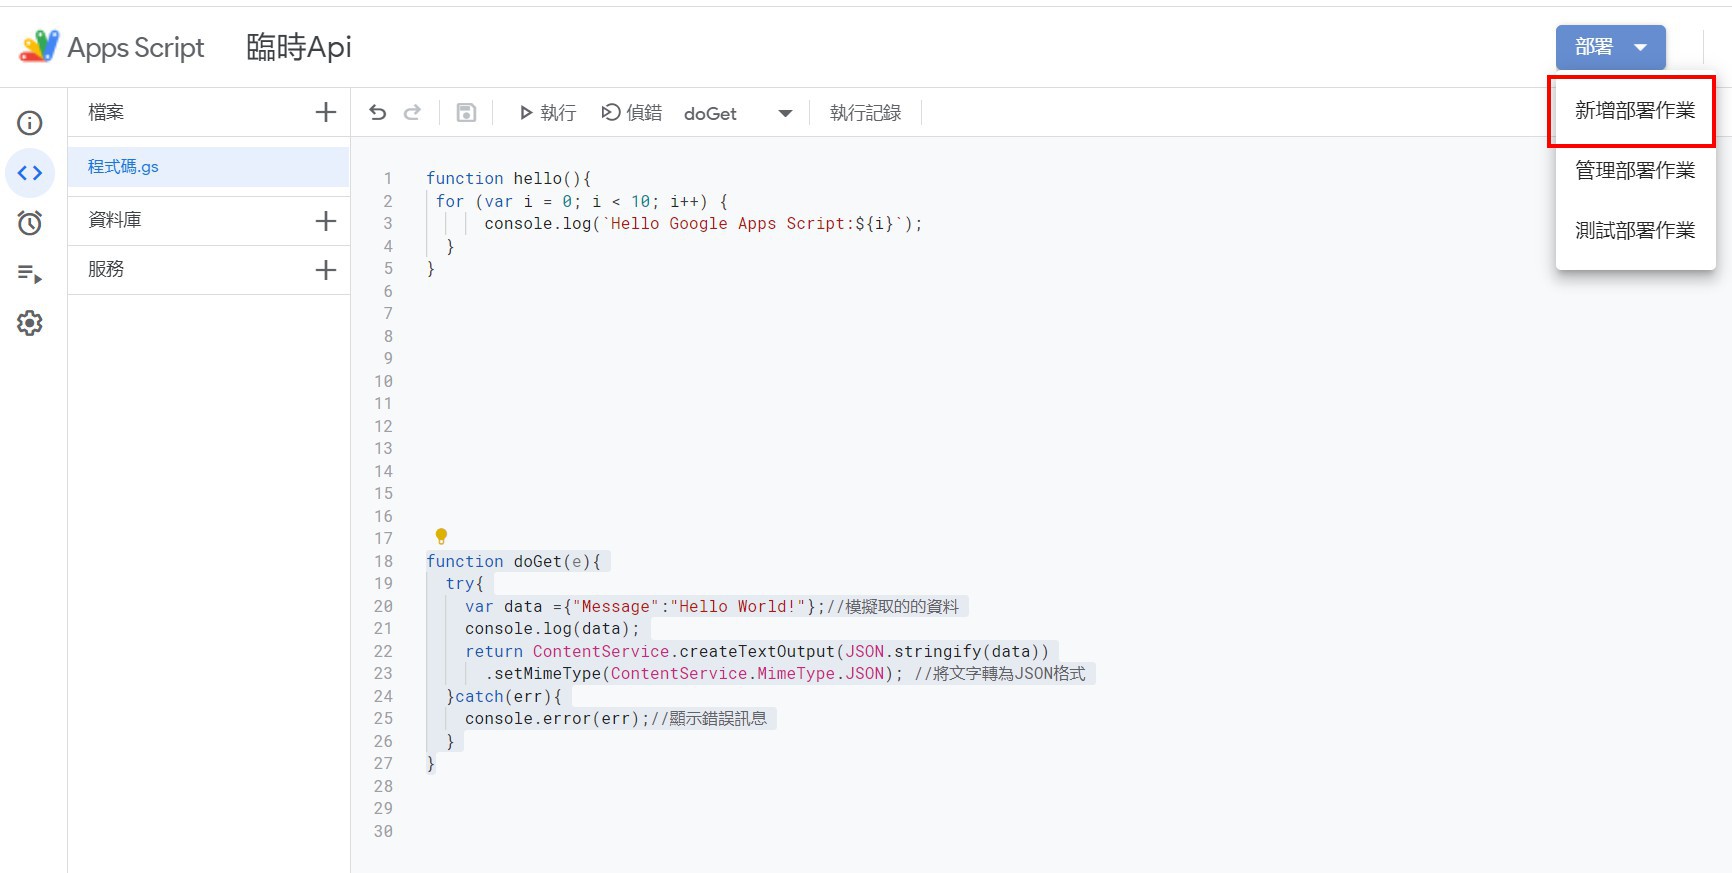 Apps Script 臨時Api 部署
檔案
執行 偵錯 doGet 執行記錄
新增部署作業
管理部署作業
測試部署作業
程式碼.gs
資料庫
服務
1 function hello(){
2 for (var i = 0; i < 10; i++) {
3 console.log(`Hello Google Apps Script:${i}`);
4 }
5 }
6
7
8
9
10
11
12
13
14
15
16
17
18 function doGet(e){
19 try{
20 var data ={"Message":"Hello World!"};//模擬取的的資料
21 console.log(data);
22 return ContentService.createTextOutput(JSON.stringify(data))
23 .setMimeType(ContentService.MimeType.JSON); //將文字轉為JSON格式
24 }catch(err){
25 console.error(err);//顯示錯誤訊息
26 }
27 }
28
29
30